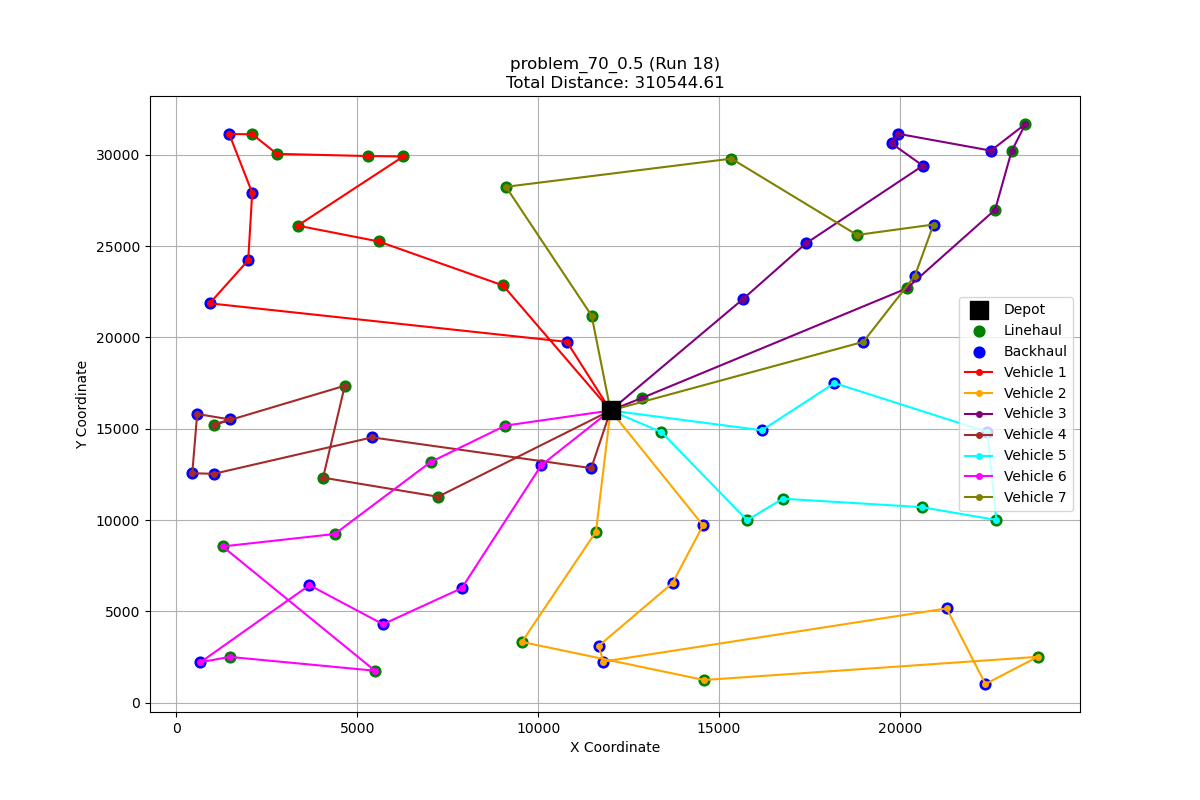 problem_70_0.5 (Run 18)
Total Distance: 310544.61
Y Coordinate
30000
25000
20000
15000
10000
5000
0
Depot
Linehaul
Backhaul
Vehicle 1
Vehicle 2
Vehicle 3
Vehicle 4
Vehicle 5
Vehicle 6
Vehicle 7
0 5000 10000 15000 20000
X Coordinate